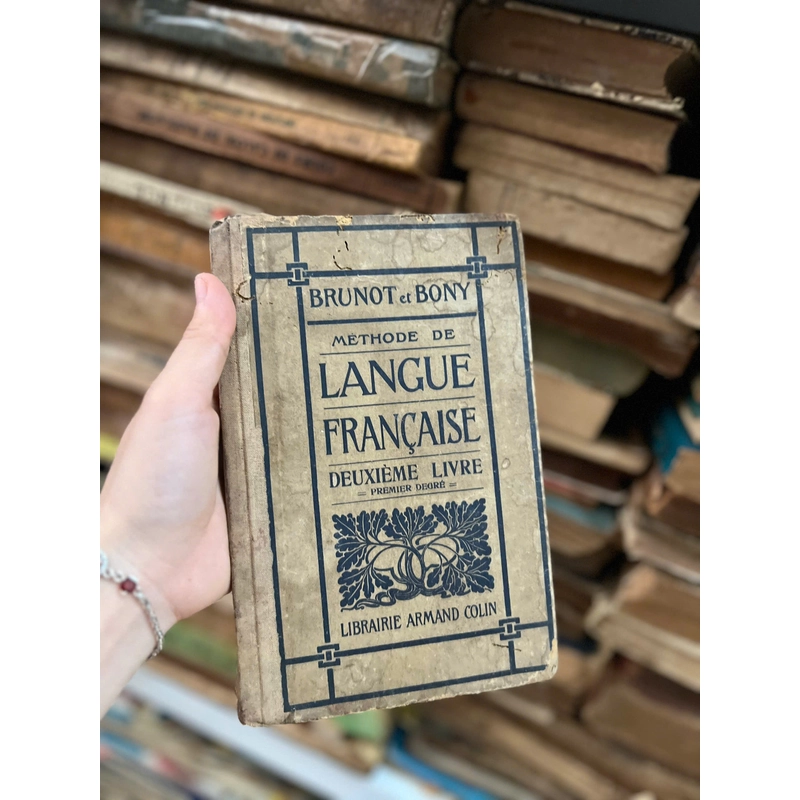 BRUNOT et BONY
MÉTHODE DE
LANGUE
FRANÇAISE
DEUXIÈME LIVRE
= PREMIER DEGRÉ =
LIBRAIRIE ARMAND COLIN